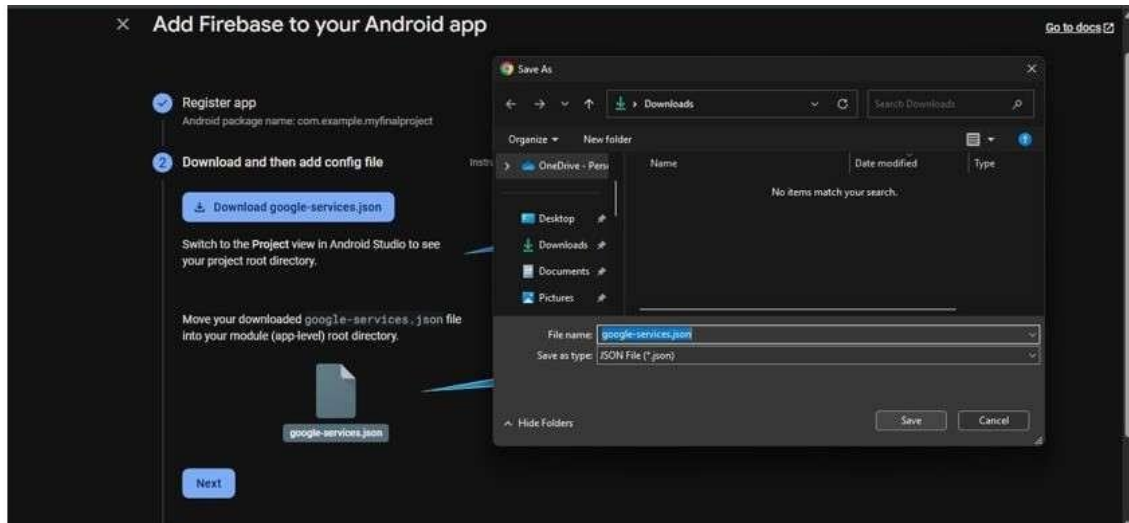 Add Firebase to your Android app
Go to docs
Register app
Android package name: com.example.myfinalproject
2 Download and then add config file
Instr
Download google-services.json
Switch to the Project view in Android Studio to see
your project root directory.
Move your downloaded google-services.json file
into your module (app-level) root directory.
google-services.json
Next
Save As
Downloads
Search Downloads
Organize
New folder
OneDrive - Pers
Name
Date modified
Type
No items match your search.
Desktop
Downloads
Documents
Pictures
File name: google-services.json
Save as type: JSON File (*.json)
Hide Folders
Save
Cancel